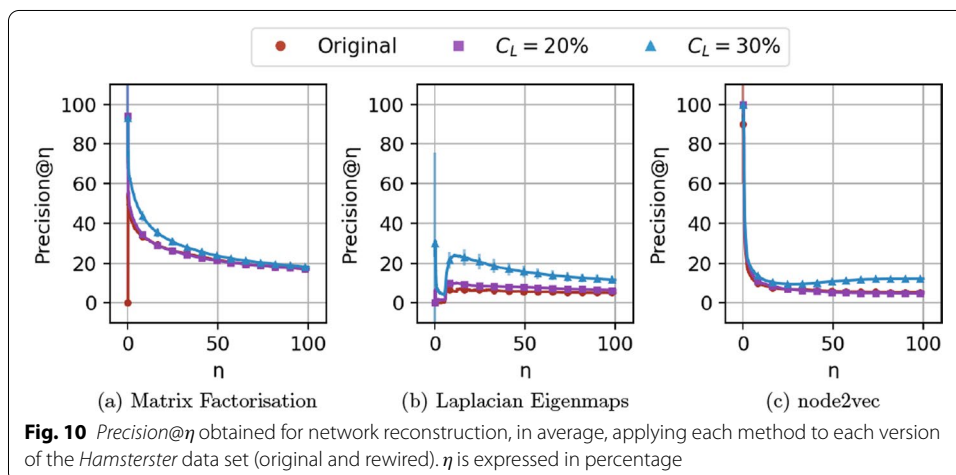 Original C_L = 20% C_L = 30%
Precision@η
100
80
60
40
20
0
0 50 100
η
(a) Matrix Factorisation
Precision@η
100
80
60
40
20
0
0 50 100
η
(b) Laplacian Eigenmaps
Precision@η
100
80
60
40
20
0
0 50 100
η
(c) node2vec
Fig. 10 Precision@η obtained for network reconstruction, in average, applying each method to each version
of the Hamsterster data set (original and rewired). η is expressed in percentage